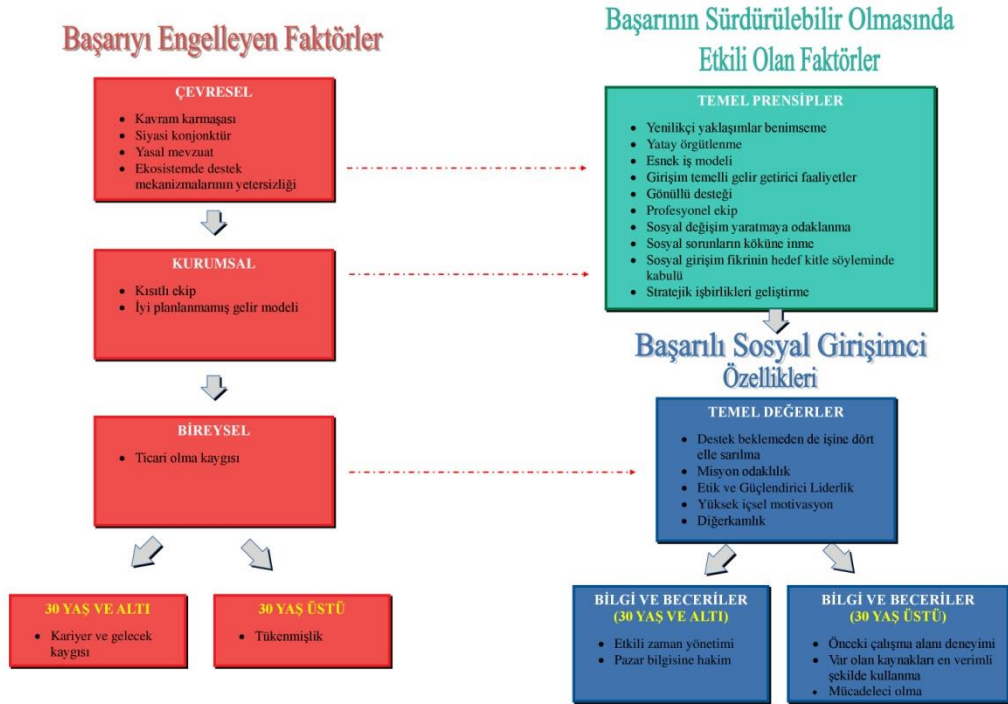 Başarıyı Engelleyen Faktörler
ÇEVRESEL
• Kavram karmaşası
• Siyasi konjonktür
• Yasal mevzuat
• Ekosistemde destek
mekanizmalarının yetersizliği
KURUMSAL
• Kısıtlı ekip
• İyi planlanmamış gelir modeli
BİREYSEL
• Ticari olma kaygısı
30 YAŞ VE ALTI
• Kariyer ve gelecek
kaygısı
30 YAŞ ÜSTÜ
• Tükenmişlik
Başarının Sürdürülebilir Olmasında
Etkili Olan Faktörler
TEMEL PRENSİPLER
• Yenilikçi yaklaşımlar benimseme
• Yatay örgütlenme
• Esnek iş modeli
• Girişim temelli gelir getirici faaliyetler
• Gönüllü desteği
• Profesyonel ekip
• Sosyal değişim yaratmaya odaklanma
• Sosyal sorunların köküne inme
• Sosyal girişim fikrinin hedef kitle söyleminde
kabulü
• Stratejik işbirlikleri geliştirme
Başarılı Sosyal Girişimci
Özellikleri
TEMEL DEĞERLER
• Destek beklemeden de işine dört
elle sarılma
• Misyon odaklılık
• Etik ve Güçlendirici Liderlik
• Yüksek içsel motivasyon
• Diğerkamlık
BİLGİ VE BECERİLER
(30 YAŞ VE ALTI)
• Etkili zaman yönetimi
• Pazar bilgisine hakim
BİLGİ VE BECERİLER
(30 YAŞ ÜSTÜ)
• Önceki çalışma alanı deneyimi
• Var olan kaynakları en verimli
şekilde kullanma
• Mücadeleci olma